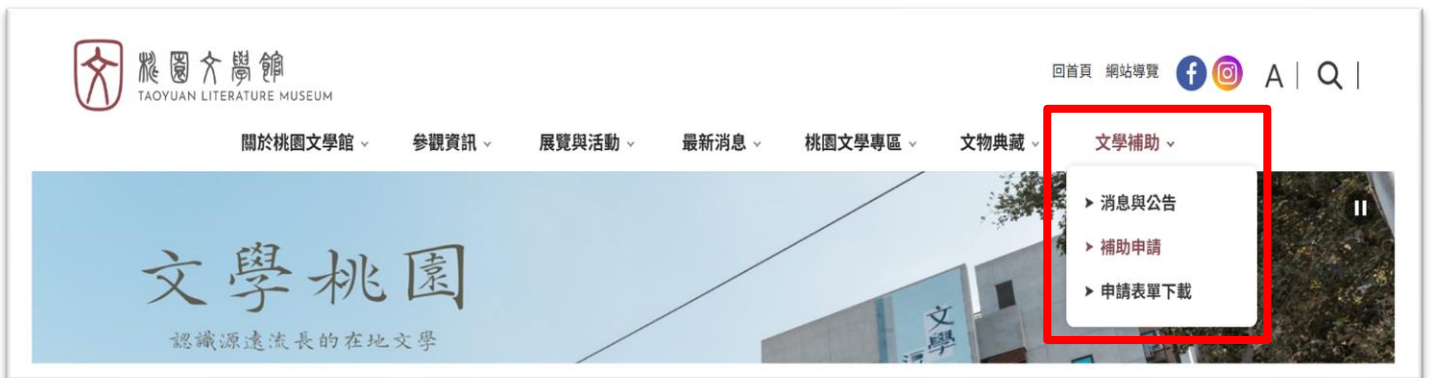 桃園文學館
TAOYUAN LITERATURE MUSEUM
回首頁 網站導覽 A
關於桃園文學館 參觀資訊 展覽與活動 最新消息 桃園文學專區 文物典藏 文學補助
消息與公告
補助申請
申請表單下載
文學桃園
認識源遠流長的在地文學
文學